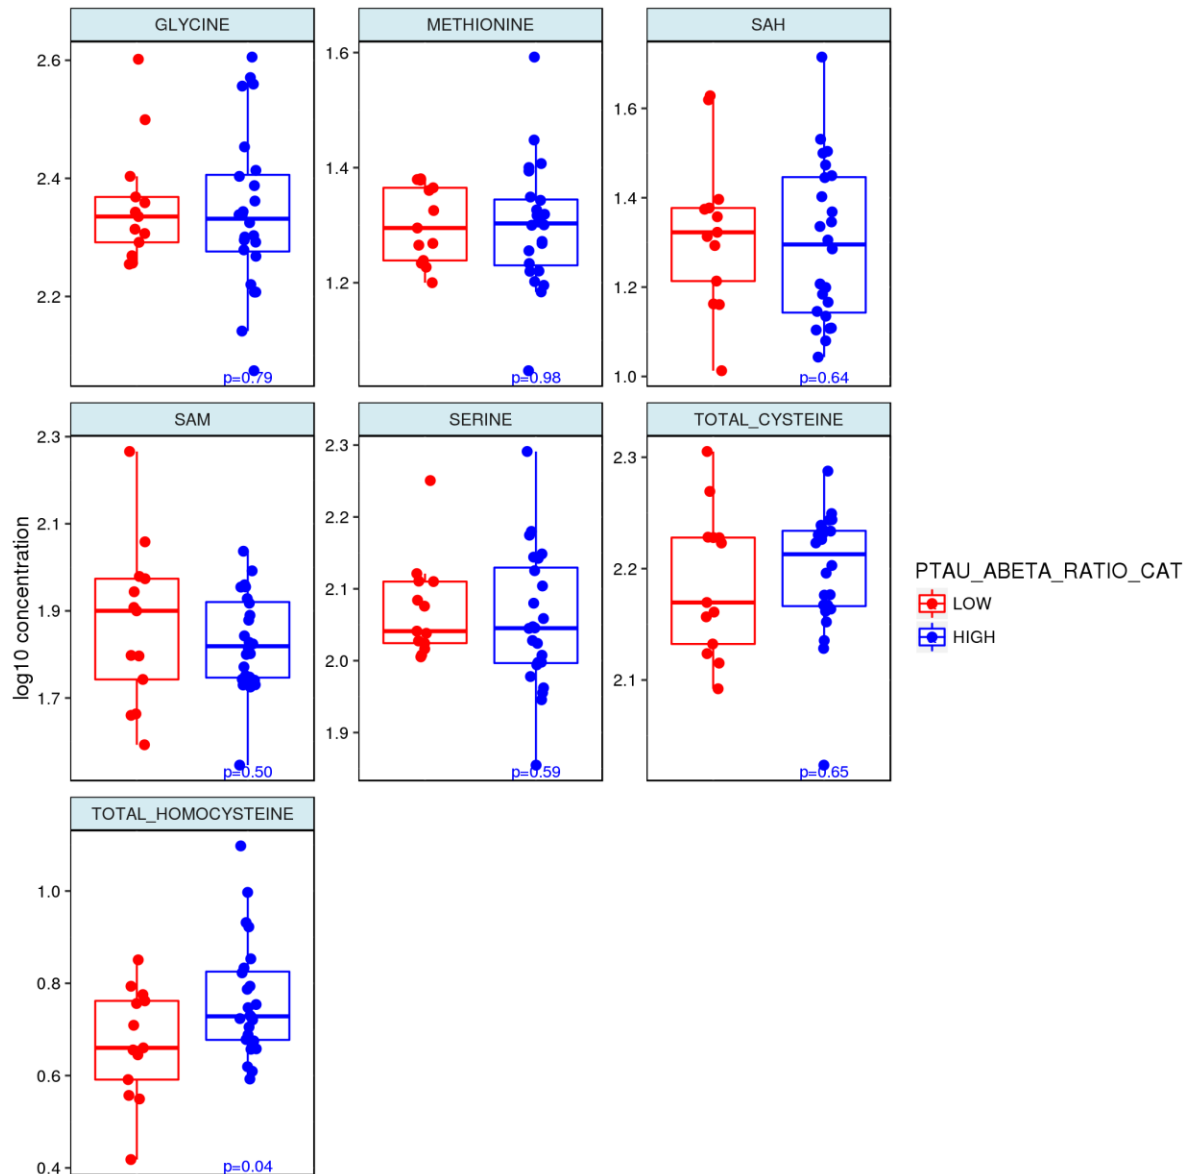 GLYCINE
METHIONINE
SAH
2.6
2.4
2.2
p=0.79
1.6
1.4
1.2
p=0.98
1.6
1.4
1.2
1.0
p=0.64
SAM
SERINE
TOTAL_CYSTEINE
log10 concentration
2.3
2.1
1.9
1.7
p=0.50
2.3
2.2
2.1
2.0
1.9
p=0.59
2.3
2.2
2.1
p=0.65
PTAU_ABETA_RATIO_CAT
LOW
HIGH
TOTAL_HOMOCYSTEINE
1.0
0.8
0.6
0.4
p=0.04